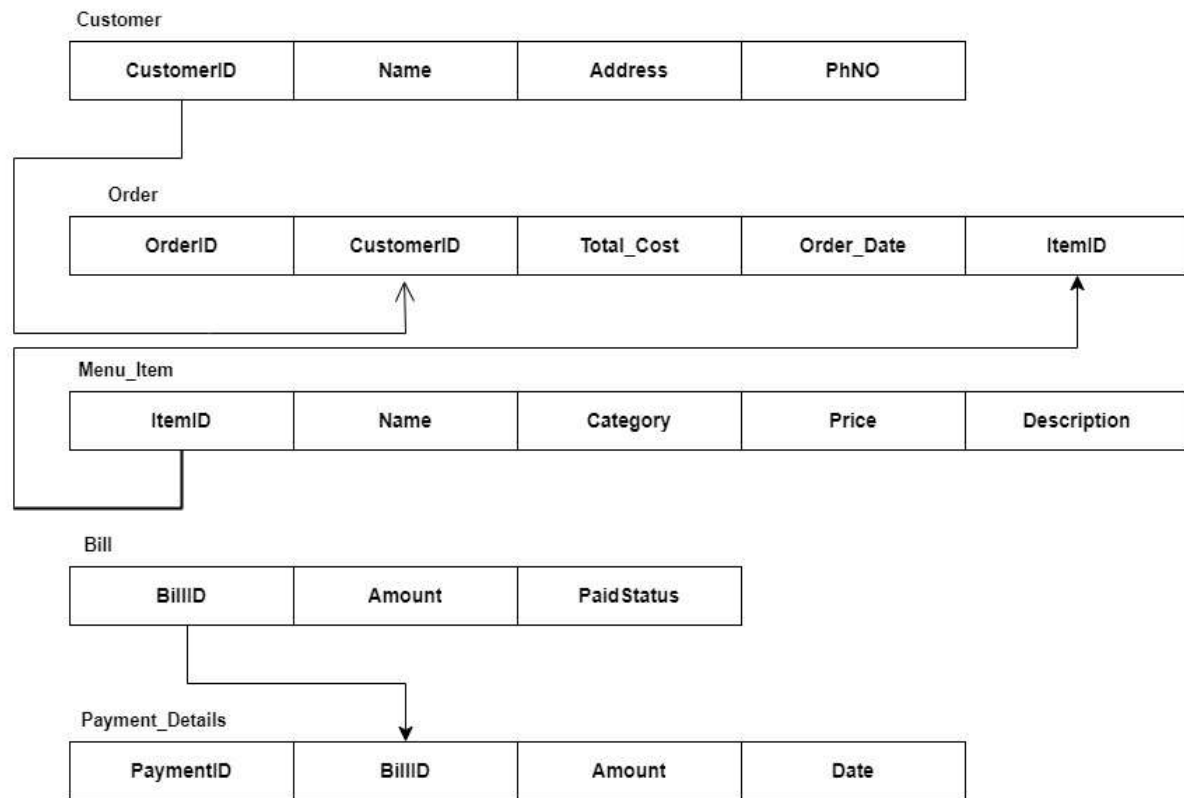 Customer
CustomerID Name Address PhNO
Order
OrderID CustomerID Total_Cost Order_Date ItemID
Menu_Item
ItemID Name Category Price Description
Bill
BillID Amount PaidStatus
Payment_Details
PaymentID BillID Amount Date